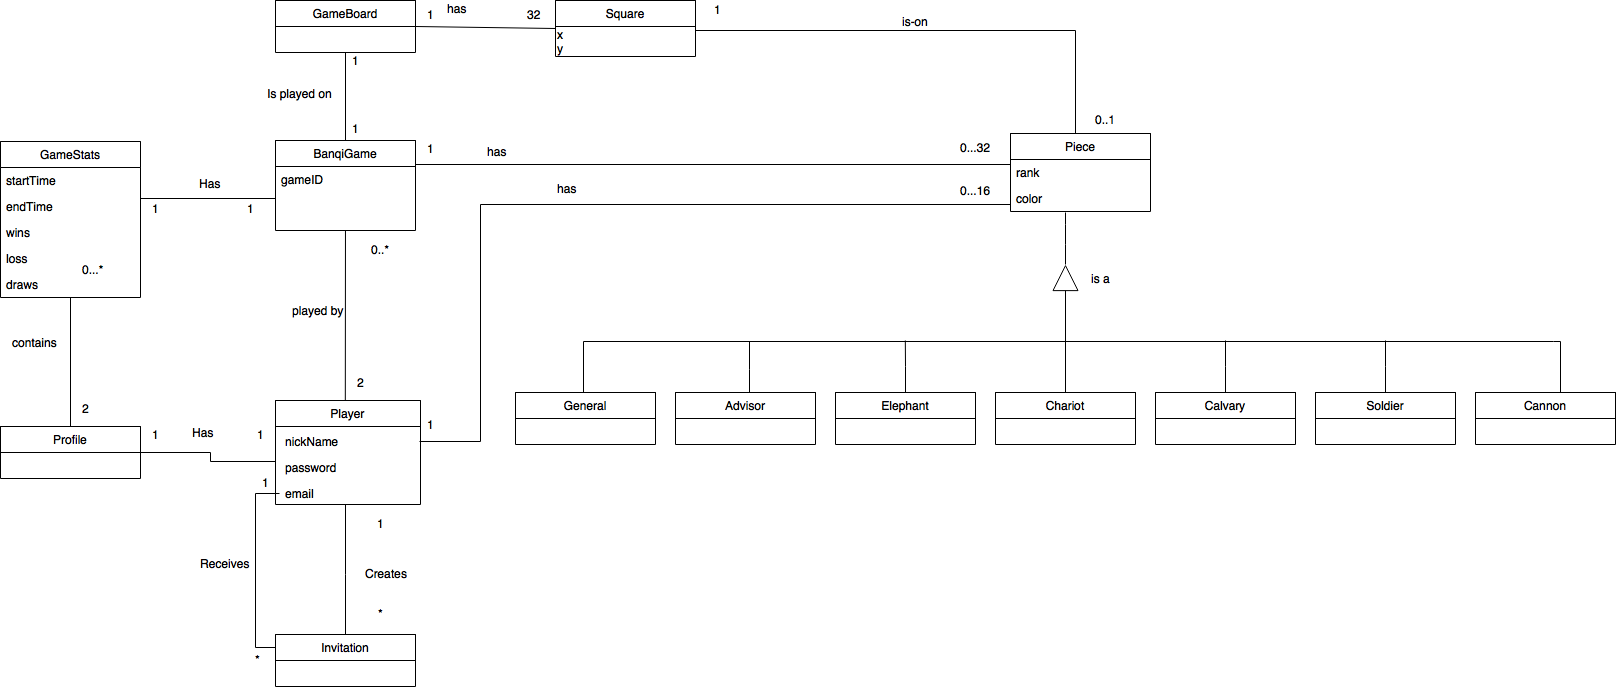 GameBoard
1
has
32
Square
x
y
1
is-on
1
Is played on
1
0..1
GameStats
startTime
endTime
wins
loss
0...*
draws
Has
1
1
BanqiGame
gameID
1
has
0...32
has
0...16
Piece
rank
color
0..*
is a
played by
contains
2
2
Profile
1
Has
1
Player
nickName
password
email
1
1
General
Advisor
Elephant
Chariot
Calvary
Soldier
Cannon
1
Receives
Creates
*
Invitation
*